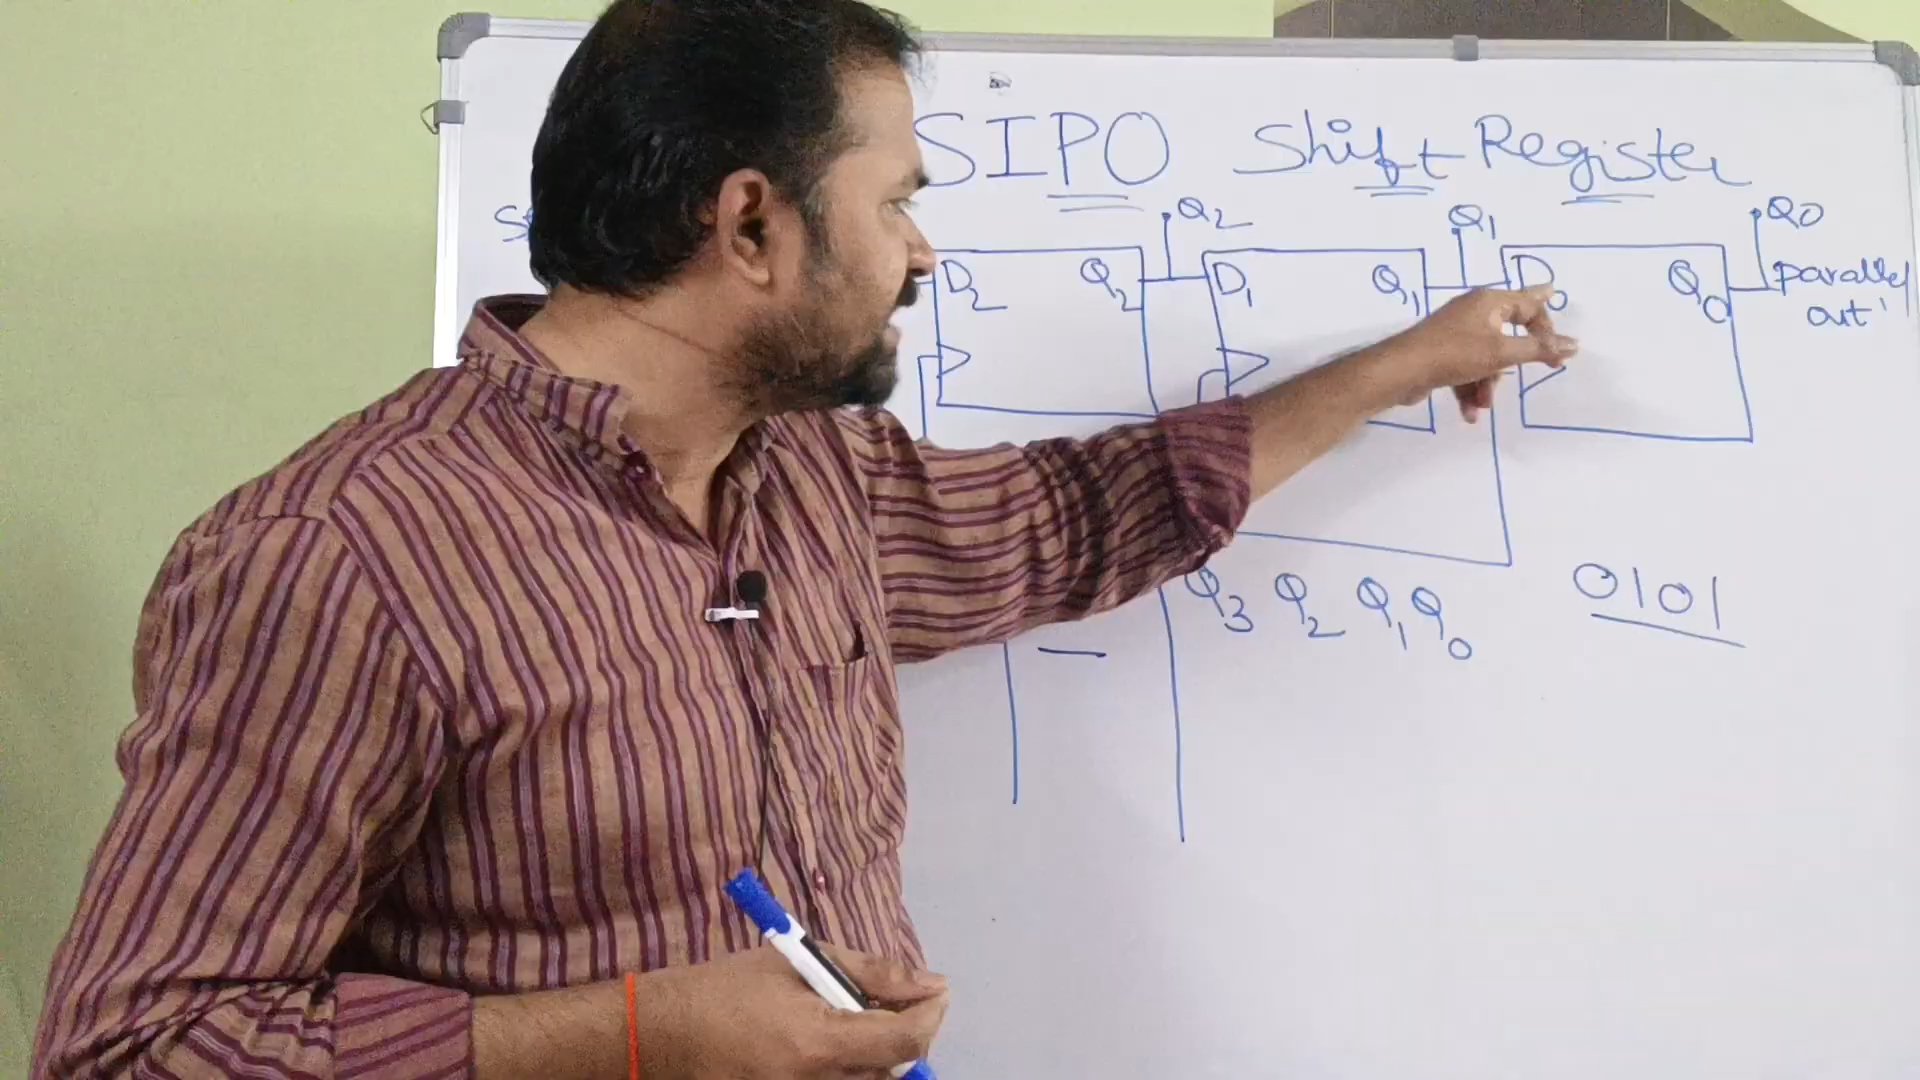 SIPO Shift Register
Q2 Q1 Q0
D2 Q2 D1 Q1 D0 Q0 parallel
out
Q3 Q2 Q1 Q0 0101